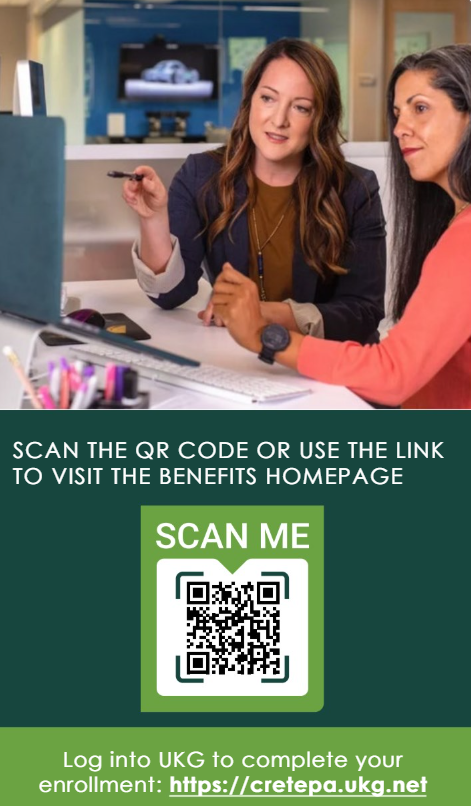 SCAN THE QR CODE OR USE THE LINK
TO VISIT THE BENEFITS HOMEPAGE
SCAN ME
Log into UKG to complete your
enrollment: https://cretepa.ukg.net